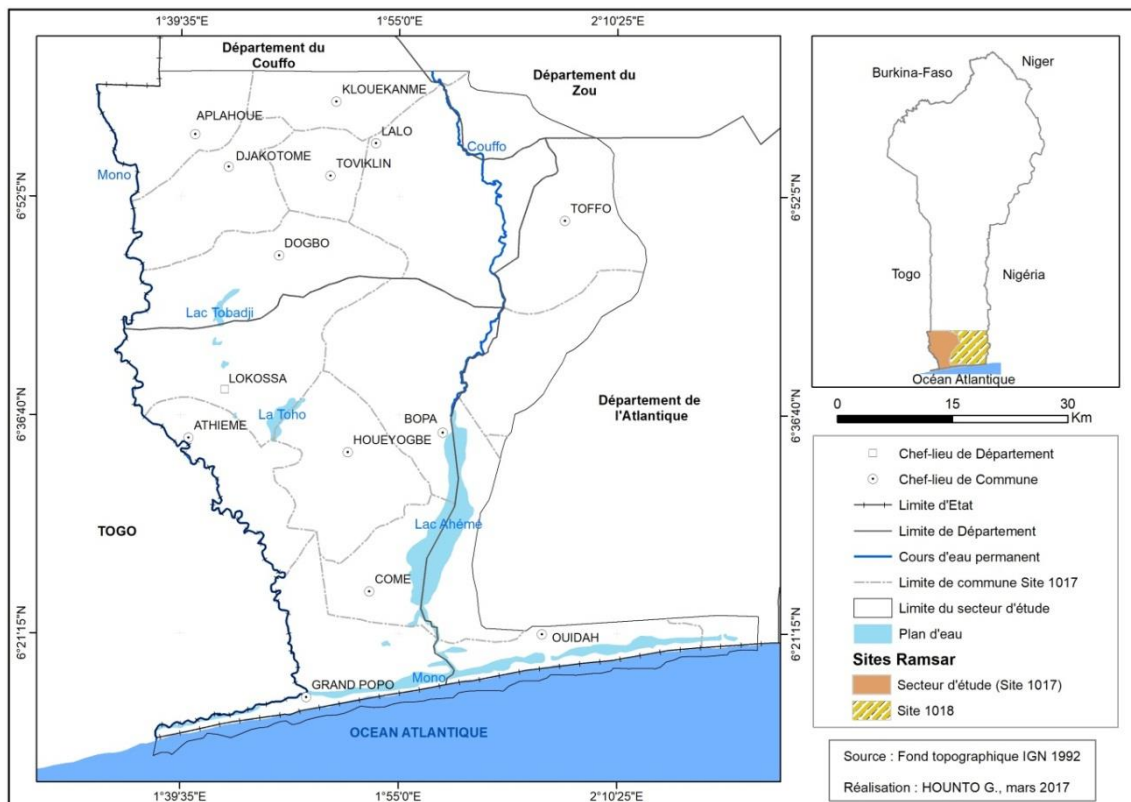 1°39'35"E
1°55'0"E
2°10'25"E
Département du
Couffo
Département du
Zou
KLOUEKANME
APLAHOUE
LALO
DJAKOTOME
TOVIKLIN
Couffo
Mono
6°52'5"N
6°52'5"N
TOFFO
DOGBO
Lac Tobadji
LOKOSSA
La Toho
Département de
l'Atlantique
BOPA
6°36'40"N
6°36'40"N
ATHIEME
HOUEYOGBE
Lac Ahémé
TOGO
COME
6°21'15"N
6°21'15"N
OUIDAH
Mono
GRAND POPO
OCEAN ATLANTIQUE
1°39'35"E
1°55'0"E
2°10'25"E
Niger
Burkina-Faso
Togo
Nigéria
Océan Atlantique
0 15 30
Km
Chef-lieu de Département
Chef-lieu de Commune
Limite d'Etat
Limite de Département
Cours d'eau permanent
Limite de commune Site 1017
Limite du secteur d'étude
Plan d'eau
Sites Ramsar
Secteur d'étude (Site 1017)
Site 1018
Source : Fond topographique IGN 1992
Réalisation : HOUNTO G., mars 2017